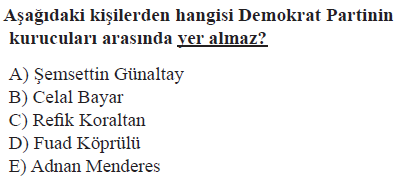 Aşağıdaki kişilerden hangisi Demokrat Partinin
kurucuları arasında yer almaz?
A) Şemsettin Günaltay
B) Celal Bayar
C) Refik Koraltan
D) Fuad Köprülü
E) Adnan Menderes